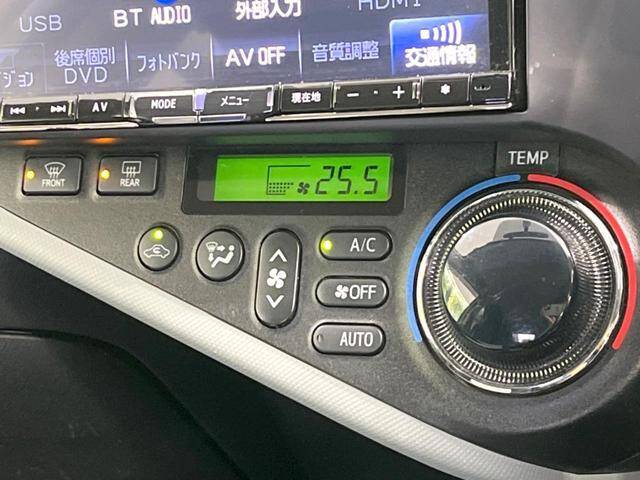 USB
BT AUDIO
外部入力
HDMI
後席個別
DVD
フォトバンク
AV OFF
音質調整
交通情報
AV
MODE
メニュー
現在地
− +
FRONT
REAR
25.5
TEMP
A/C
OFF
AUTO